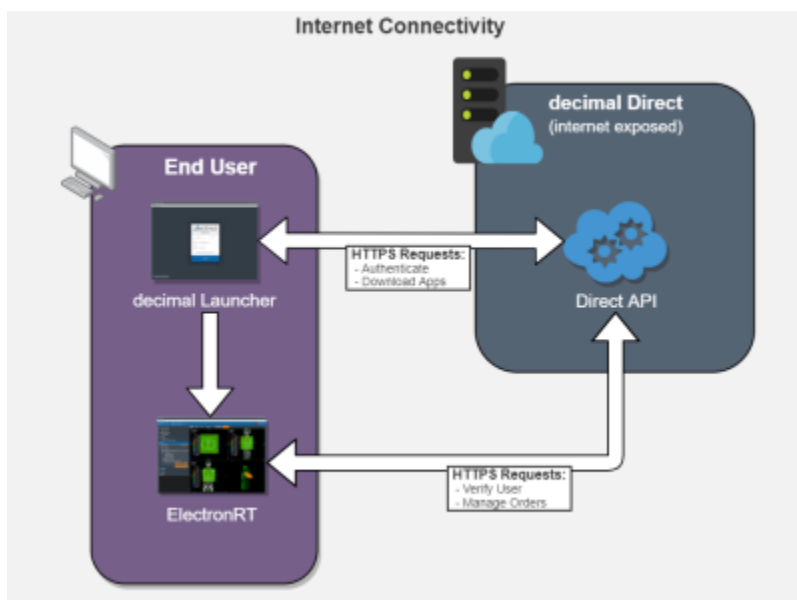 Internet Connectivity
decimal Direct
(internet exposed)
End User
HTTPS Requests:
- Authenticate
- Download Apps
decimal Launcher
Direct API
HTTPS Requests:
- Verify User
- Manage Orders
ElectronRT